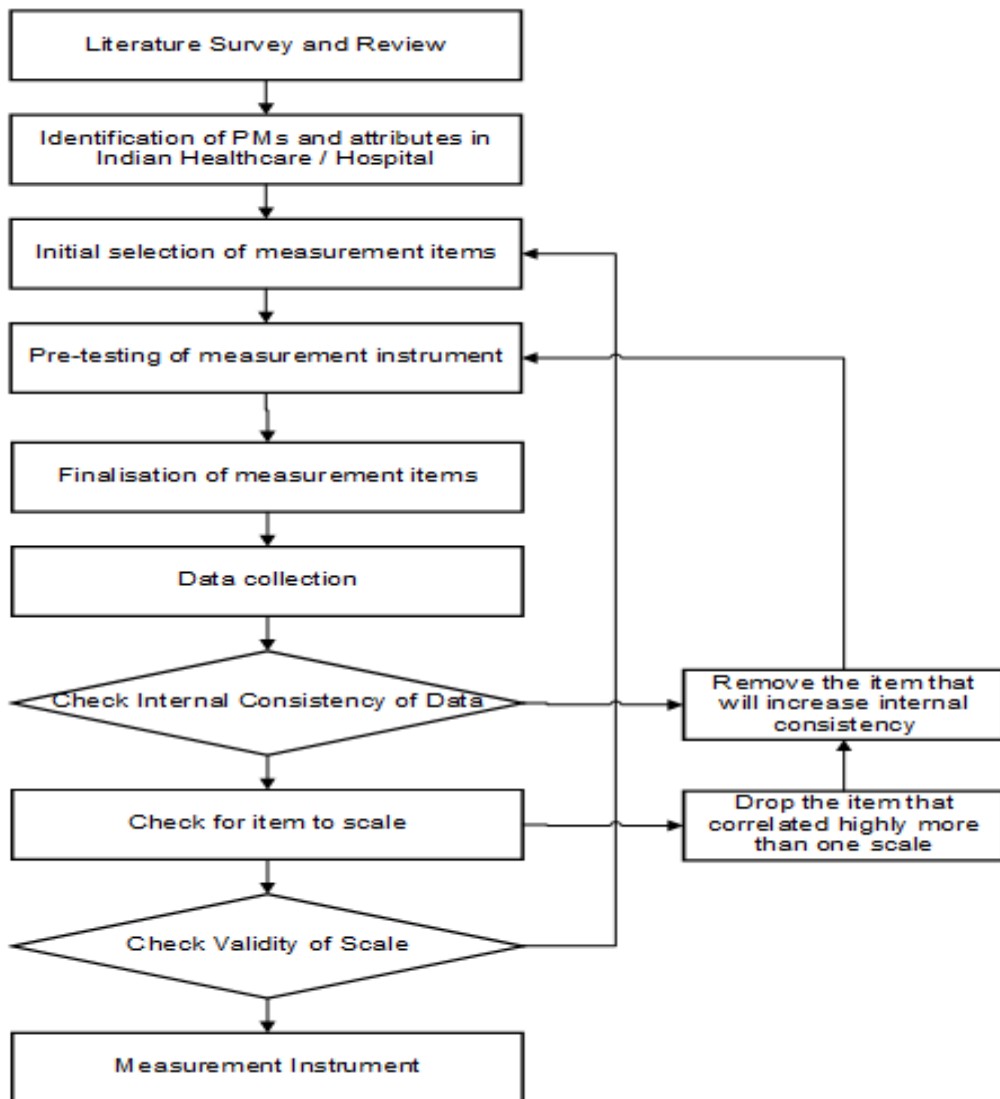 Literature Survey and Review
Identification of PMs and attributes in
Indian Healthcare / Hospital
Initial selection of measurement items
Pre-testing of measurement instrument
Finalisation of measurement items
Data collection
Check Internal Consistency of Data
Remove the item that
will increase internal
consistency
Check for item to scale
Drop the item that
correlated highly more
than one scale
Check Validity of Scale
Measurement Instrument